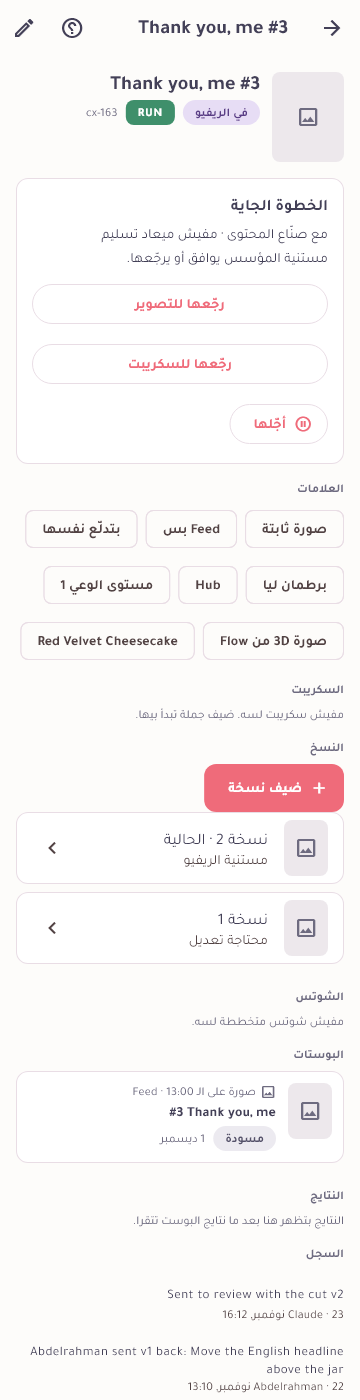 Thank you, me #3
Thank you, me #3
في الريفيو
RUN
cx-163
الخطوة الجاية
مع صنّاع المحتوى · مفيش ميعاد تسليم
مستنية المؤسس يوافق أو يرجّعها.
رجّعها للتصوير
رجّعها للسكريبت
أجّلها
العلامات
صورة ثابتة
Feed بس
بتدلّع نفسها
برطمان ليا
Hub
مستوى الوعي 1
صورة 3D من Flow
Red Velvet Cheesecake
السكريبت
مفيش سكريبت لسه. ضيف جملة تبدأ بيها.
النسخ
ضيف نسخة
نسخة 2 · الحالية
مستنية الريفيو
نسخة 1
محتاجة تعديل
الشوتس
مفيش شوتس متخططة لسه.
البوستات
صورة على الـ Feed · 13:00
#3 Thank you, me
مسودة
1 ديسمبر
النتايج
النتايج بتظهر هنا بعد ما نتايج البوست تتقرا.
السجل
Sent to review with the cut v2
Claude · 23 نوفمبر, 16:12
Abdelrahman sent v1 back: Move the English headline
above the jar
Abdelrahman · 22 نوفمبر, 13:10